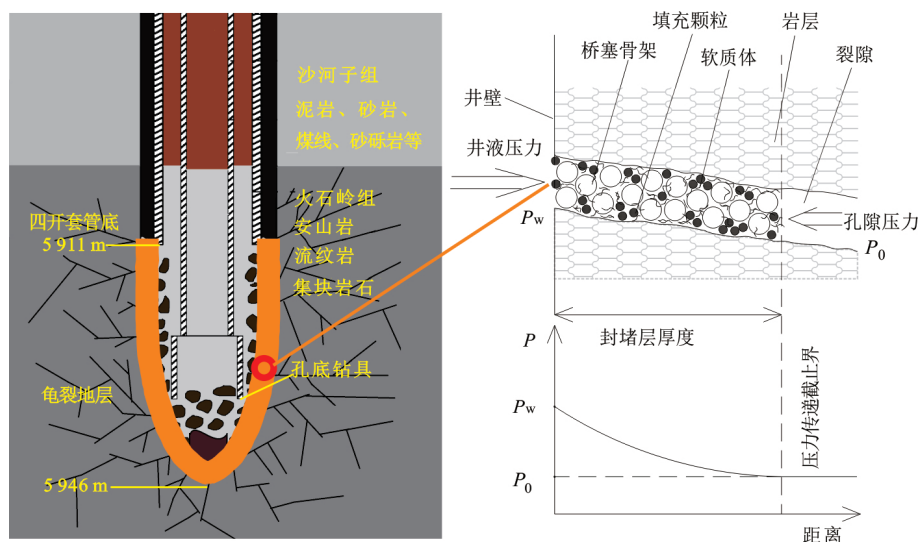 沙河子组
泥岩、砂岩、
煤线、砂砾岩等
火石岭组
安山岩
流纹岩
集块岩石
四开套管底
5 911 m
龟裂地层
孔底钻具
5 946 m
填充颗粒
岩层
桥塞骨架
软质体
裂隙
井壁
井液压力
Pw
孔隙压力
P0
封堵层厚度
P
Pw
P0
压力传递截止界
距离